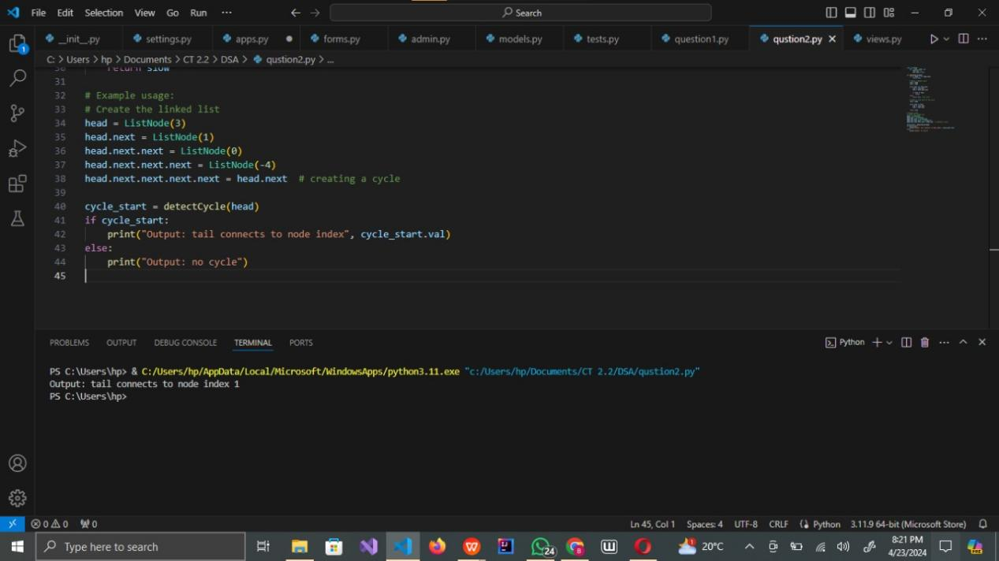 File Edit Selection View Go Run ··· Search
__init__.py settings.py apps.py forms.py admin.py models.py tests.py question1.py qustion2.py views.py
C: > Users > hp > Documents > CT 2.2 > DSA > qustion2.py > ...
30 return slow
31
32 # Example usage:
33 # Create the linked list
34 head = ListNode(3)
35 head.next = ListNode(1)
36 head.next.next = ListNode(0)
37 head.next.next.next = ListNode(-4)
38 head.next.next.next.next = head.next # creating a cycle
39
40 cycle_start = detectCycle(head)
41 if cycle_start:
42 print("Output: tail connects to node index", cycle_start.val)
43 else:
44 print("Output: no cycle")
45
PROBLEMS OUTPUT DEBUG CONSOLE TERMINAL PORTS Python
PS C:\Users\hp> & C:/Users/hp/AppData/Local/Microsoft/WindowsApps/python3.11.exe "c:/Users/hp/Documents/CT 2.2/DSA/qustion2.py"
Output: tail connects to node index 1
PS C:\Users\hp>
0 0 0 Ln 45, Col 1 Spaces: 4 UTF-8 CRLF Python 3.11.9 64-bit (Microsoft Store)
Type here to search 24 20°C 8:21 PM
4/23/2024